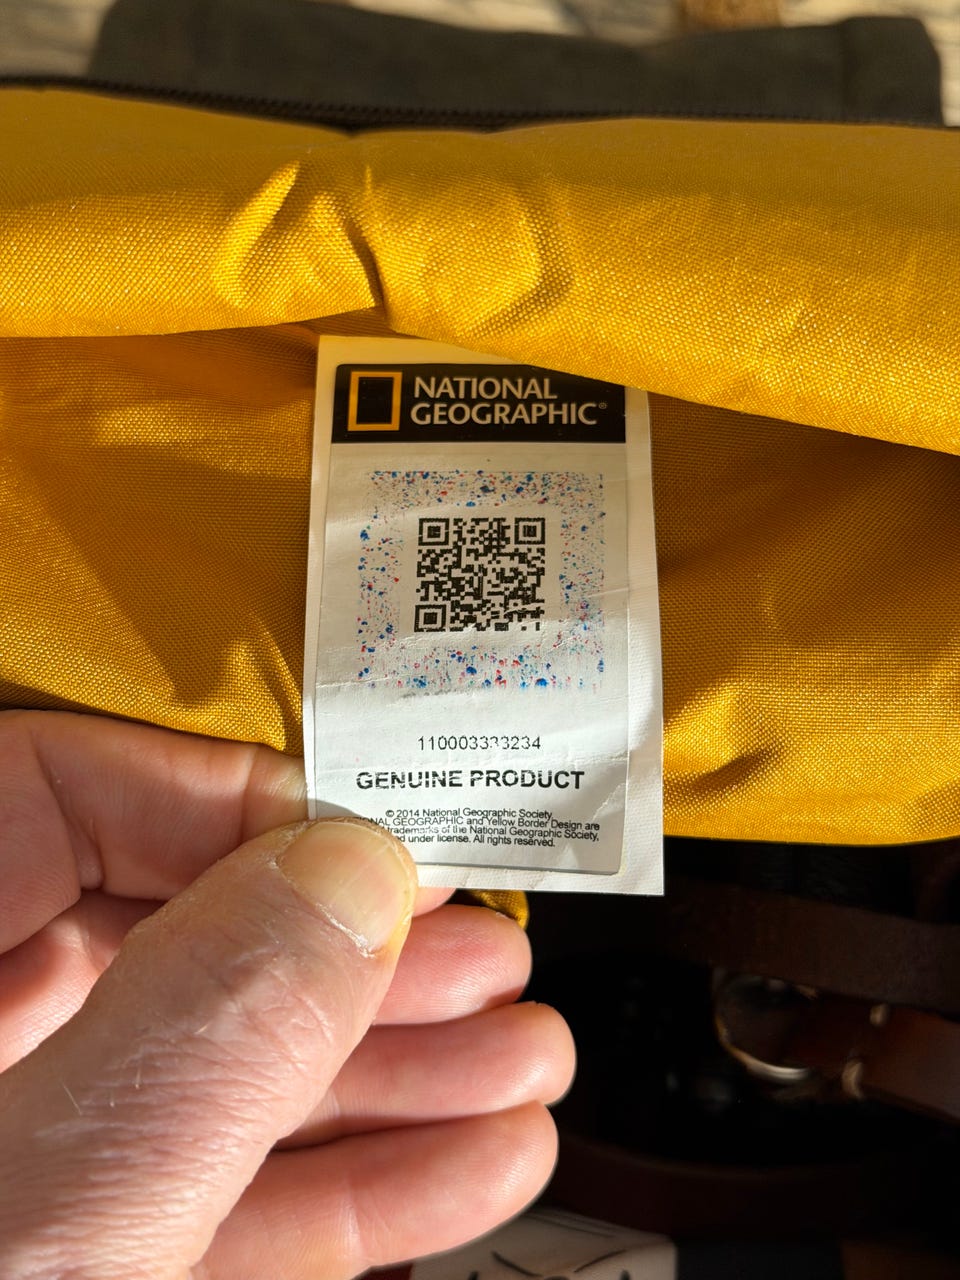 NATIONAL
GEOGRAPHIC®
110003333234
GENUINE PRODUCT
© 2014 National Geographic Society
GEOGRAPHIC and Yellow Border Design are
trademarks of the National Geographic Society,
under license. All rights reserved.